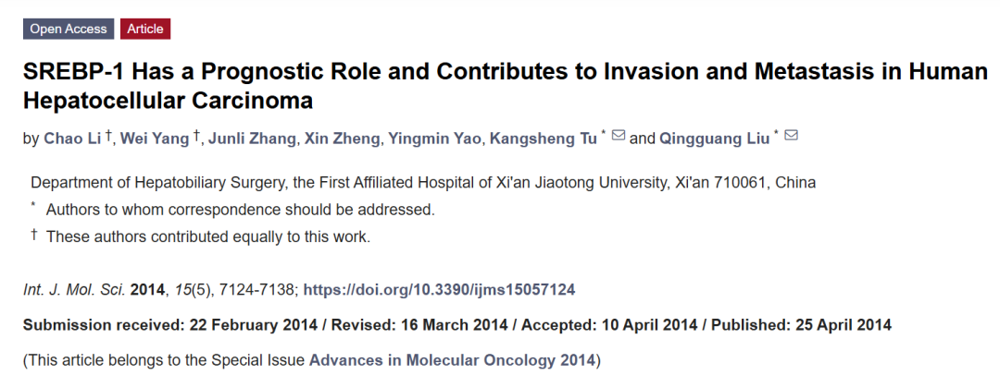 Open Access Article
SREBP-1 Has a Prognostic Role and Contributes to Invasion and Metastasis in Human
Hepatocellular Carcinoma
by Chao Li †, Wei Yang †, Junli Zhang, Xin Zheng, Yingmin Yao, Kangsheng Tu * and Qingguang Liu *
Department of Hepatobiliary Surgery, the First Affiliated Hospital of Xi'an Jiaotong University, Xi'an 710061, China
* Authors to whom correspondence should be addressed.
† These authors contributed equally to this work.
Int. J. Mol. Sci. 2014, 15(5), 7124-7138; https://doi.org/10.3390/ijms15057124
Submission received: 22 February 2014 / Revised: 16 March 2014 / Accepted: 10 April 2014 / Published: 25 April 2014
(This article belongs to the Special Issue Advances in Molecular Oncology 2014)